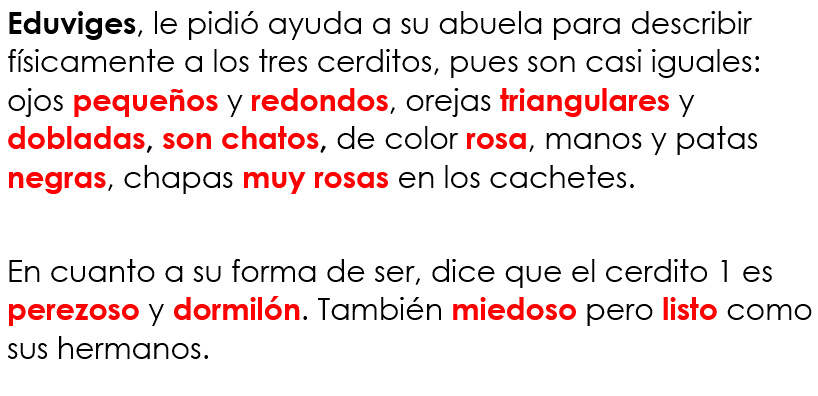 Eduviges, le pidió ayuda a su abuela para describir
físicamente a los tres cerditos, pues son casi iguales:
ojos pequeños y redondos, orejas triangulares y
dobladas, son chatos, de color rosa, manos y patas
negras, chapas muy rosas en los cachetes.
En cuanto a su forma de ser, dice que el cerdito 1 es
perezoso y dormilón. También miedoso pero listo como
sus hermanos.